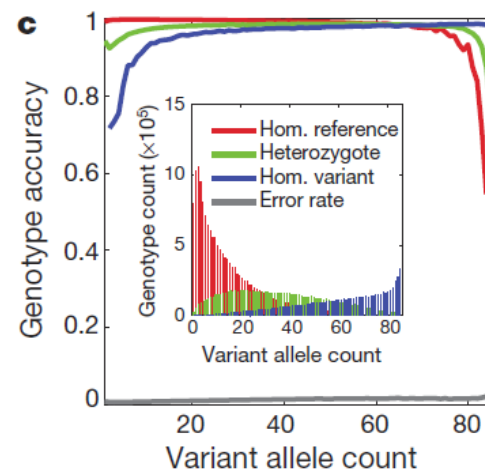 c
Genotype accuracy
1
0.8
0.6
0.4
0.2
0
20 40 60 80
Variant allele count
Genotype count (×10⁵)
15
10
5
0
0 20 40 60 80
Variant allele count
Hom. reference
Heterozygote
Hom. variant
Error rate